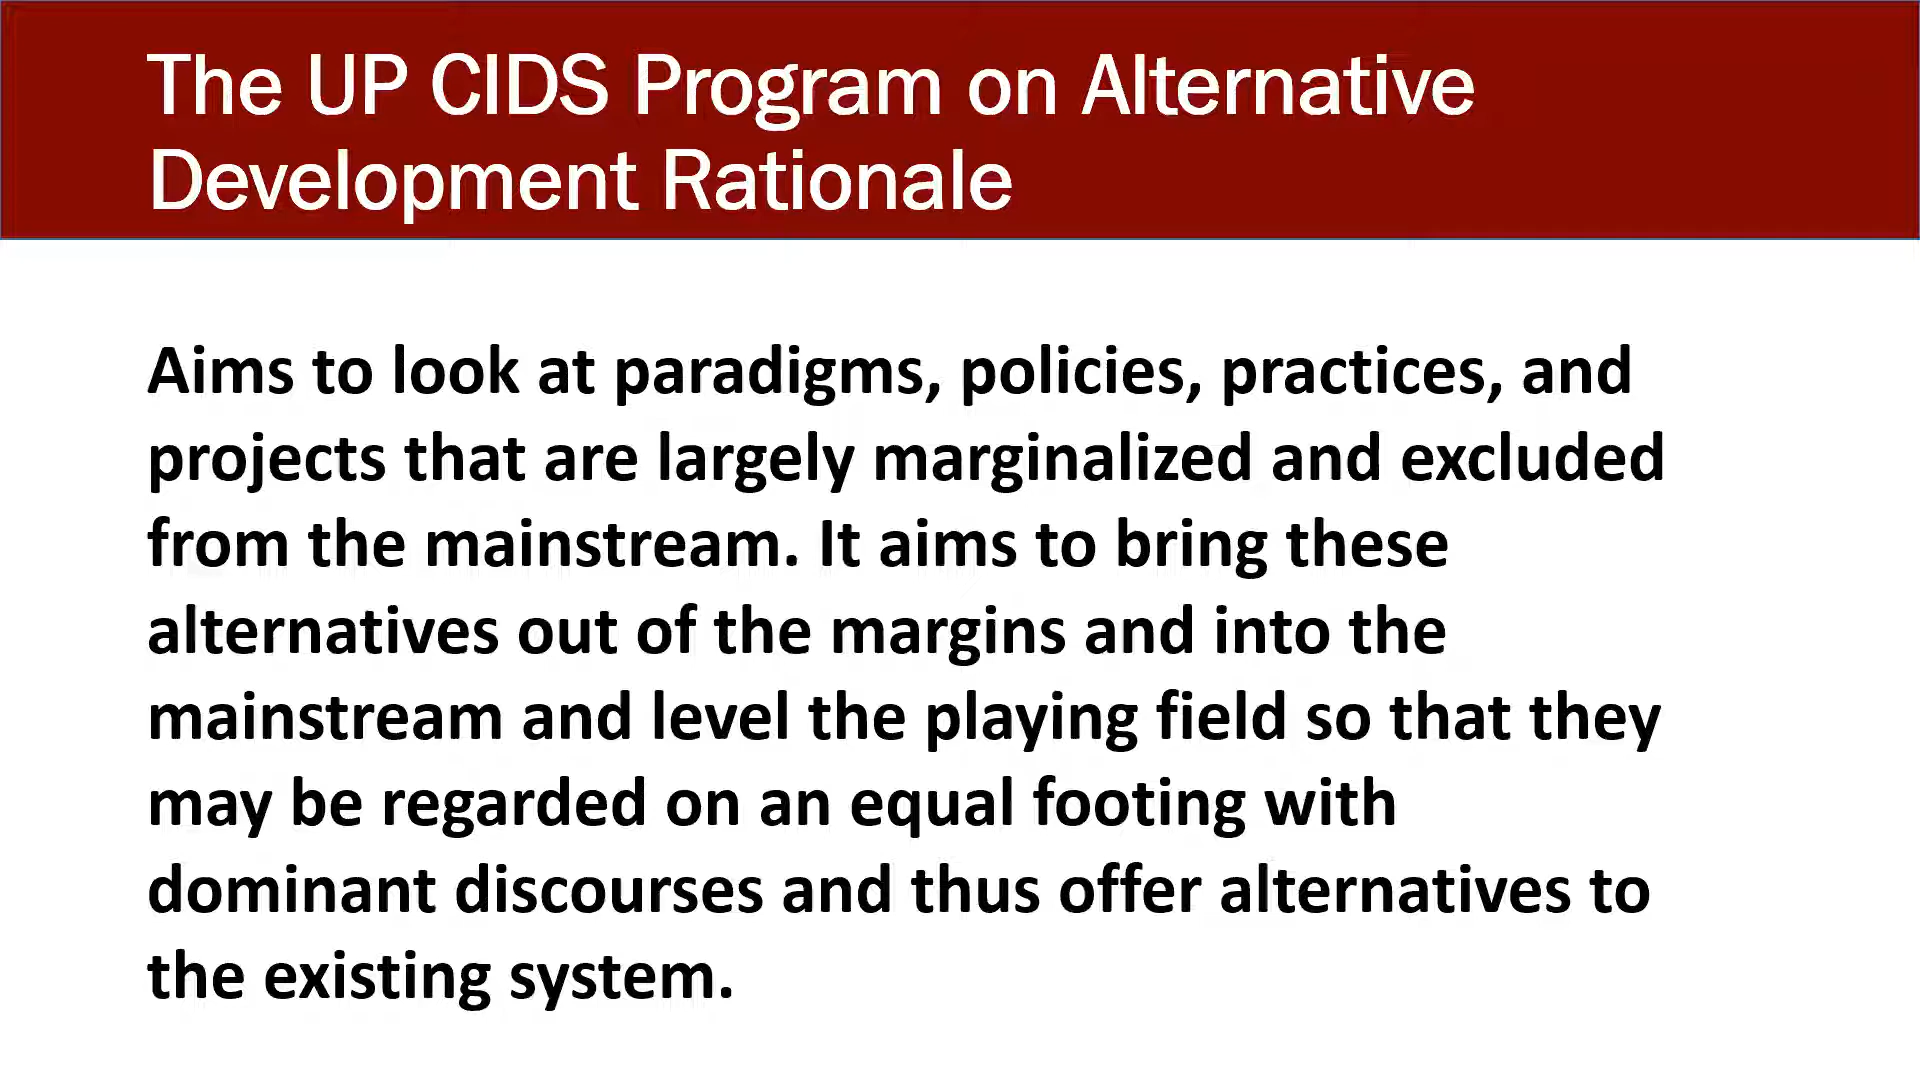 The UP CIDS Program on Alternative
Development Rationale
Aims to look at paradigms, policies, practices, and
projects that are largely marginalized and excluded
from the mainstream. It aims to bring these
alternatives out of the margins and into the
mainstream and level the playing field so that they
may be regarded on an equal footing with
dominant discourses and thus offer alternatives to
the existing system.